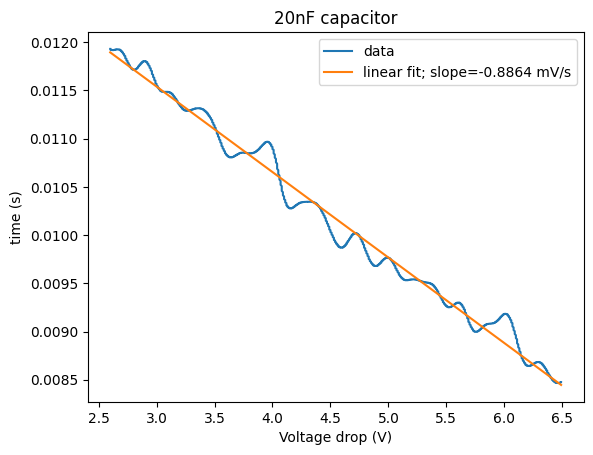 20nF capacitor
data
linear fit; slope=-0.8864 mV/s
0.0120
0.0115
0.0110
0.0105
0.0100
0.0095
0.0090
0.0085
time (s)
2.5 3.0 3.5 4.0 4.5 5.0 5.5 6.0 6.5
Voltage drop (V)